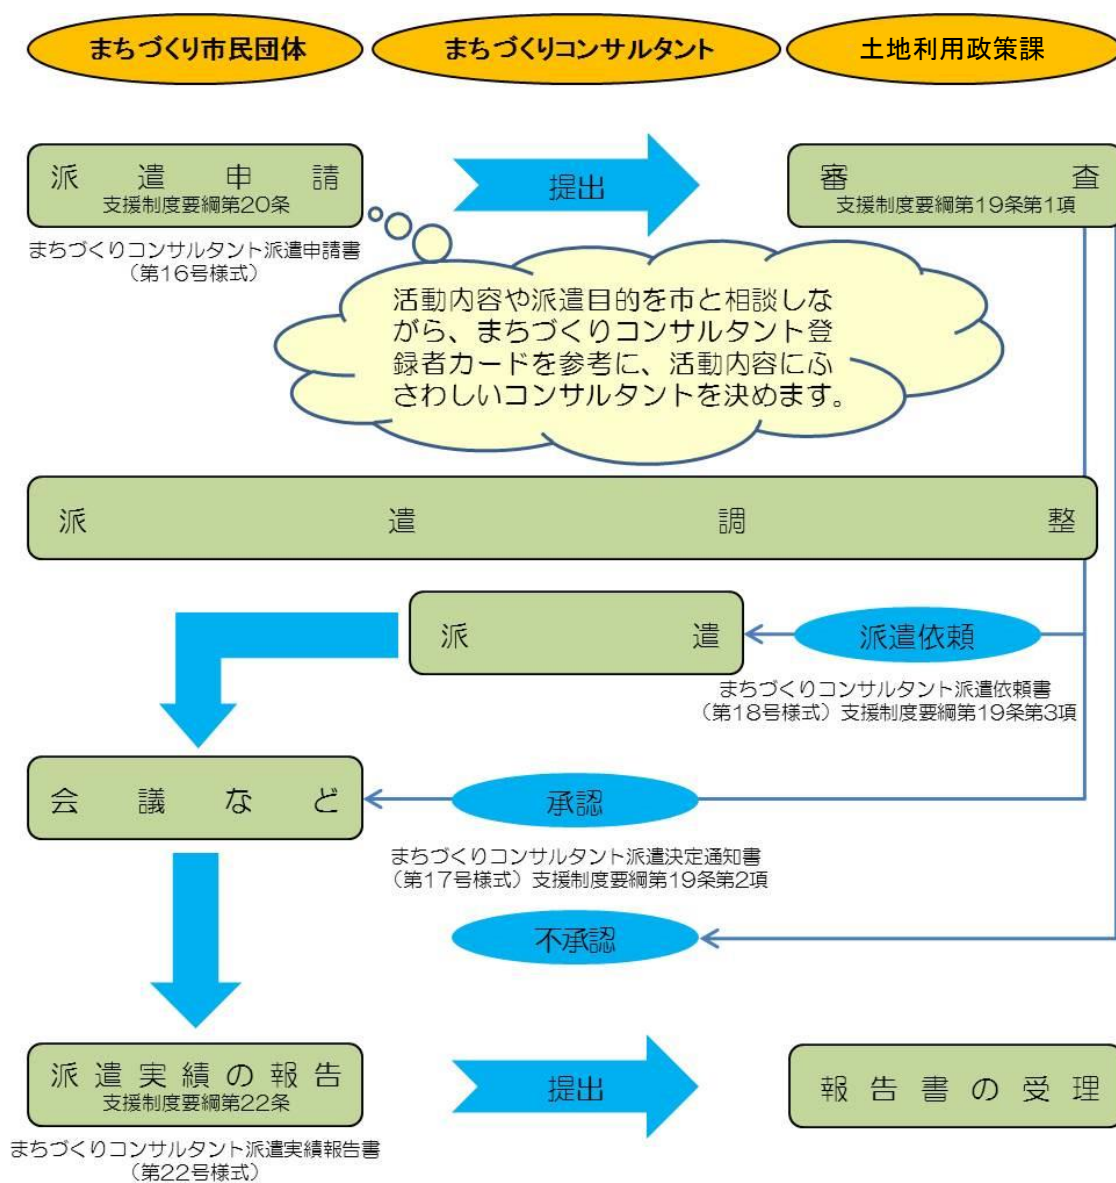 まちづくり市民団体
まちづくりコンサルタント
土地利用政策課
派遣申請
支援制度要綱第20条
提出
審査
支援制度要綱第19条第1項
まちづくりコンサルタント派遣申請書
（第16号様式）
活動内容や派遣目的を市と相談しな
がら、まちづくりコンサルタント登
録者カードを参考に、活動内容にふ
さわしいコンサルタントを決めます。
派遣調整
派遣
派遣依頼
まちづくりコンサルタント派遣依頼書
（第18号様式）支援制度要綱第19条第3項
会議など
承認
まちづくりコンサルタント派遣決定通知書
（第17号様式）支援制度要綱第19条第2項
不承認
派遣実績の報告
支援制度要綱第22条
提出
報告書の受理
まちづくりコンサルタント派遣実績報告書
（第22号様式）